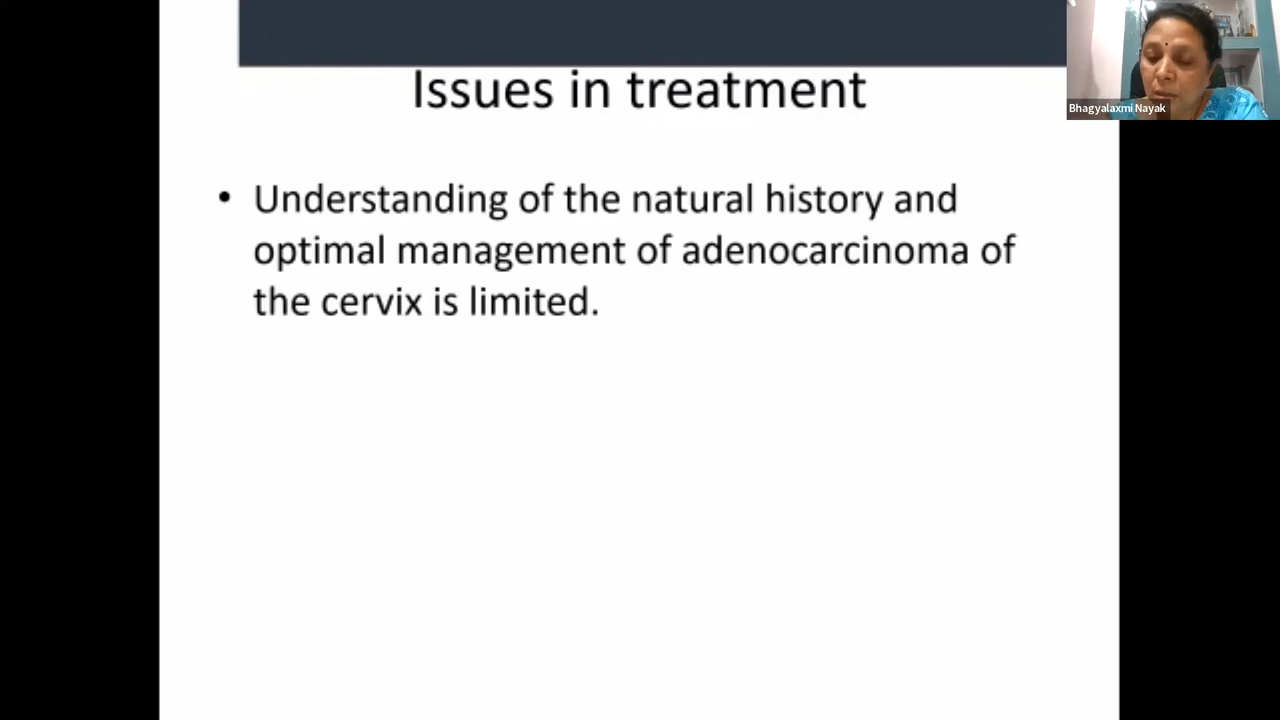 Issues in treatment
Bhagyalaxmi Nayak
• Understanding of the natural history and
optimal management of adenocarcinoma of
the cervix is limited.